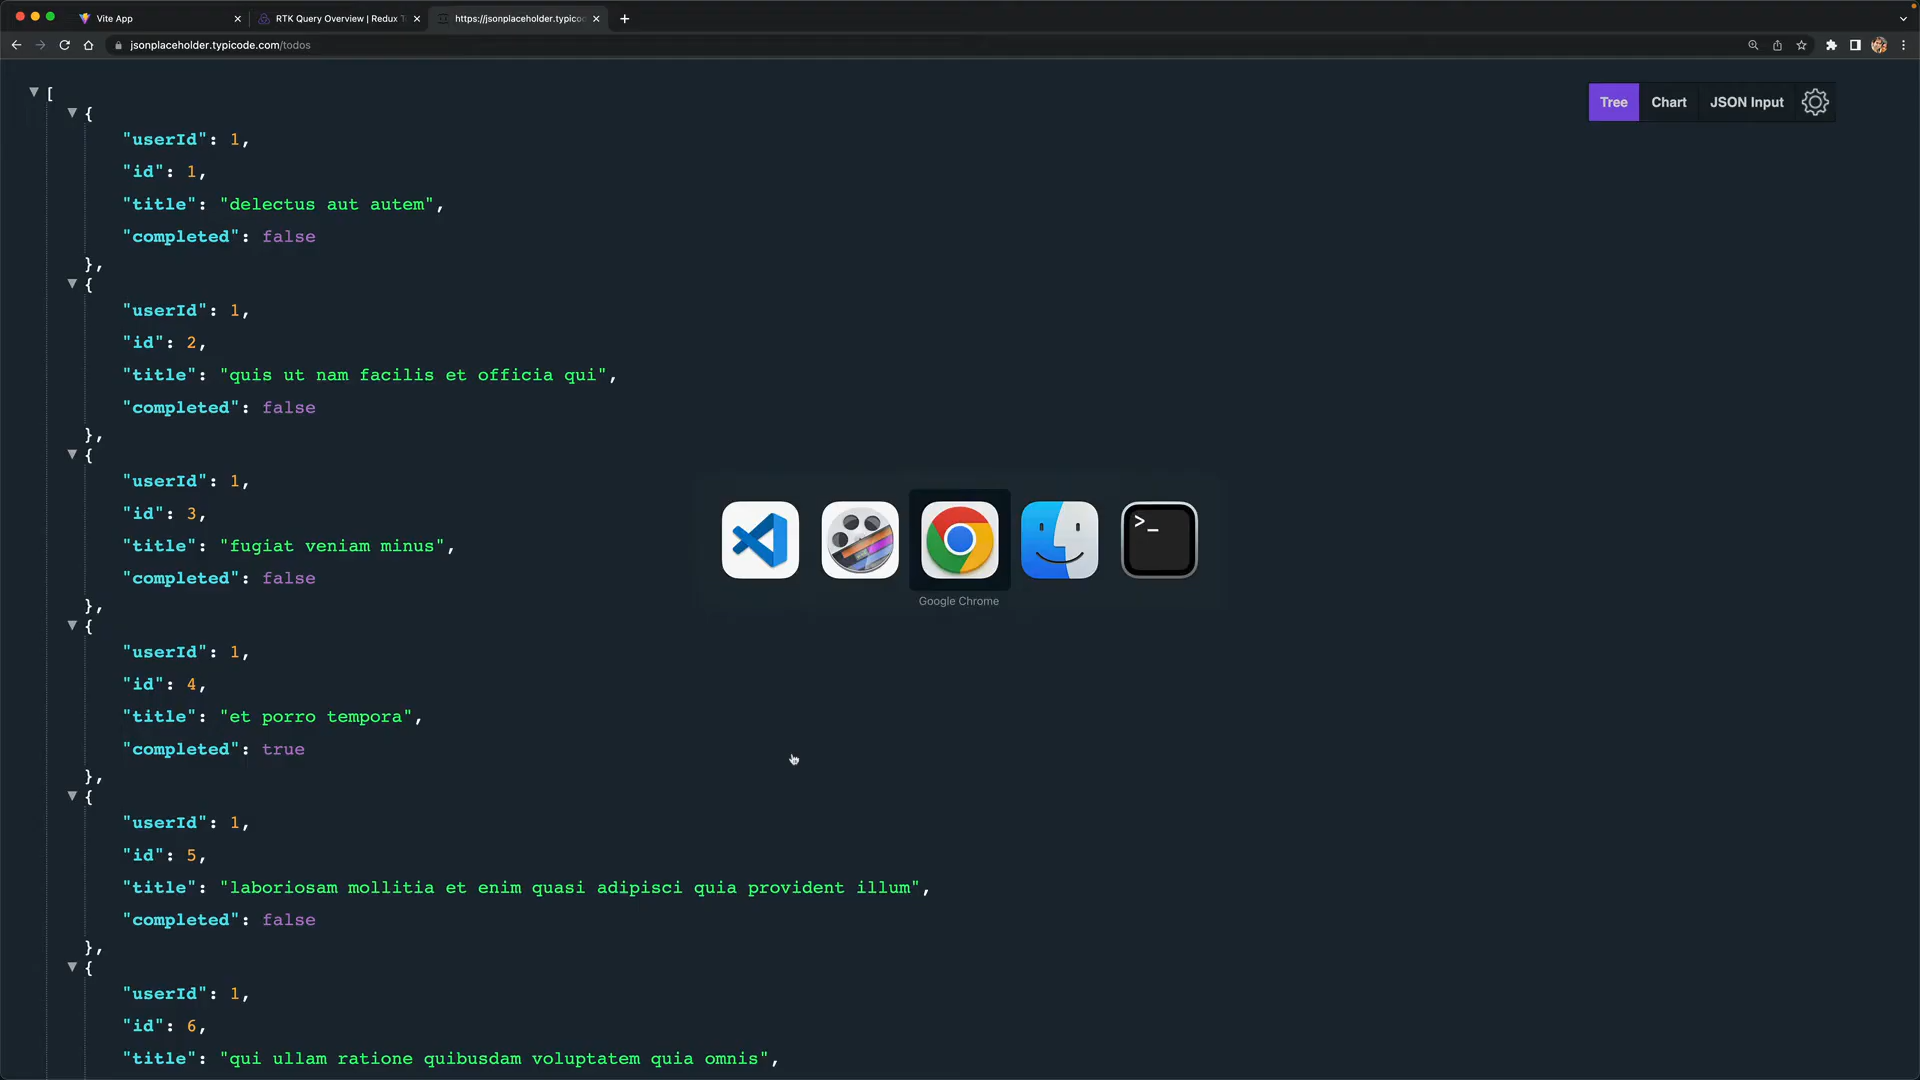 Vite App
RTK Query Overview | Redux T
https://jsonplaceholder.typicod
jsonplaceholder.typicode.com/todos
[
{
"userId": 1,
"id": 1,
"title": "delectus aut autem",
"completed": false
},
{
"userId": 1,
"id": 2,
"title": "quis ut nam facilis et officia qui",
"completed": false
},
{
"userId": 1,
"id": 3,
"title": "fugiat veniam minus",
"completed": false
},
{
"userId": 1,
"id": 4,
"title": "et porro tempora",
"completed": true
},
{
"userId": 1,
"id": 5,
"title": "laboriosam mollitia et enim quasi adipisci quia provident illum",
"completed": false
},
{
"userId": 1,
"id": 6,
"title": "qui ullam ratione quibusdam voluptatem quia omnis",
Tree
Chart
JSON Input
>_
Google Chrome